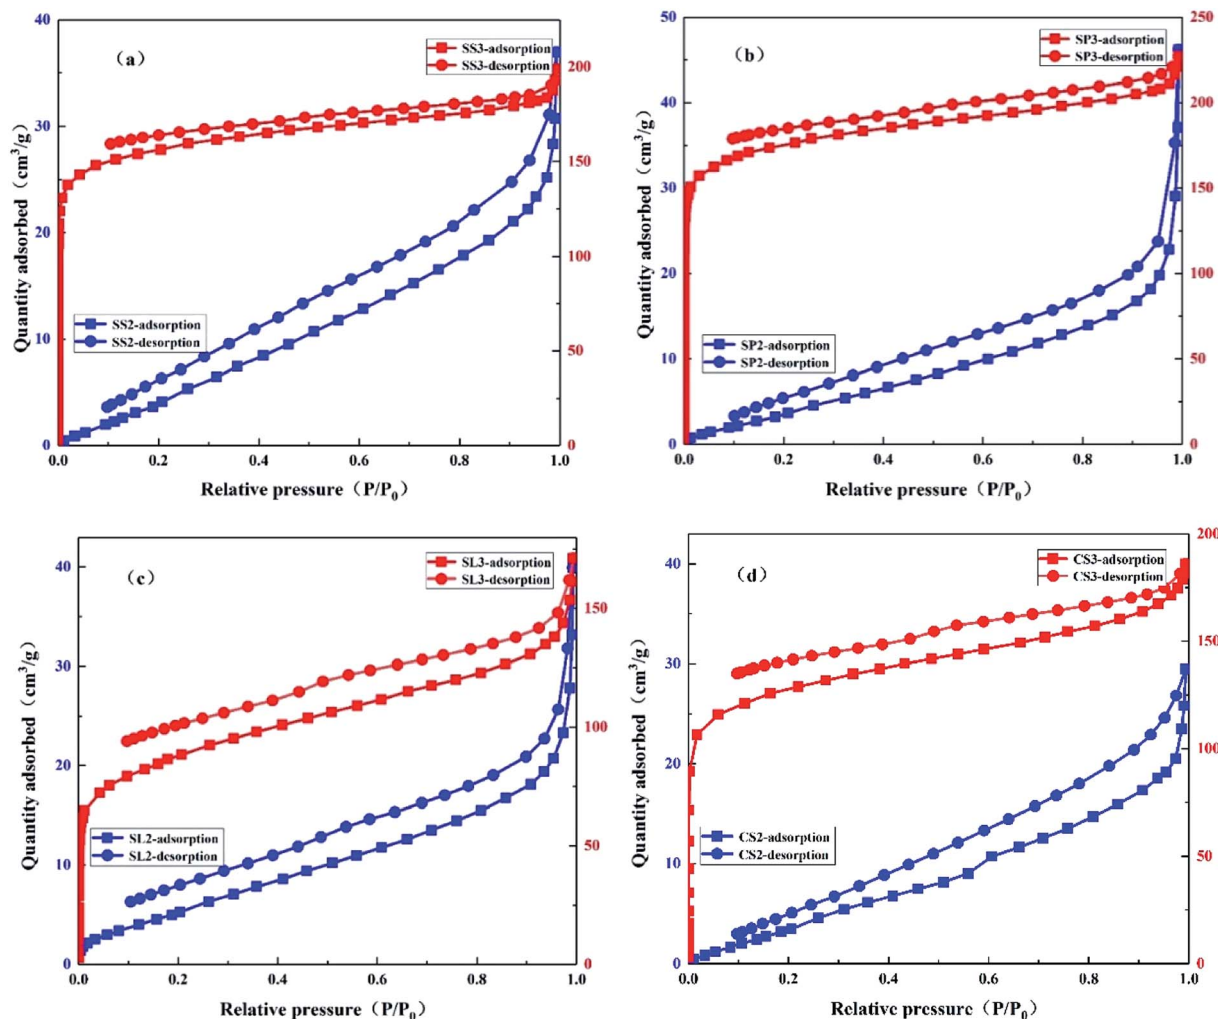 （a）
SS3-adsorption
SS3-desorption
SS2-adsorption
SS2-desorption
Quantity adsorbed（cm³/g）
40
30
20
10
0
200
150
100
50
0
0.0 0.2 0.4 0.6 0.8 1.0
Relative pressure（P/P₀）
（b）
SP3-adsorption
SP3-desorption
SP2-adsorption
SP2-desorption
Quantity adsorbed（cm³/g）
50
40
30
20
10
0
250
200
150
100
50
0
0.0 0.2 0.4 0.6 0.8 1.0
Relative pressure（P/P₀）
（c）
SL3-adsorption
SL3-desorption
SL2-adsorption
SL2-desorption
Quantity adsorbed（cm³/g）
40
30
20
10
0
150
100
50
0
0.0 0.2 0.4 0.6 0.8 1.0
Relative pressure（P/P₀）
（d）
CS3-adsorption
CS3-desorption
CS2-adsorption
CS2-desorption
Quantity adsorbed（cm³/g）
40
30
20
10
0
200
150
100
50
0
0.0 0.2 0.4 0.6 0.8 1.0
Relative pressure（P/P₀）